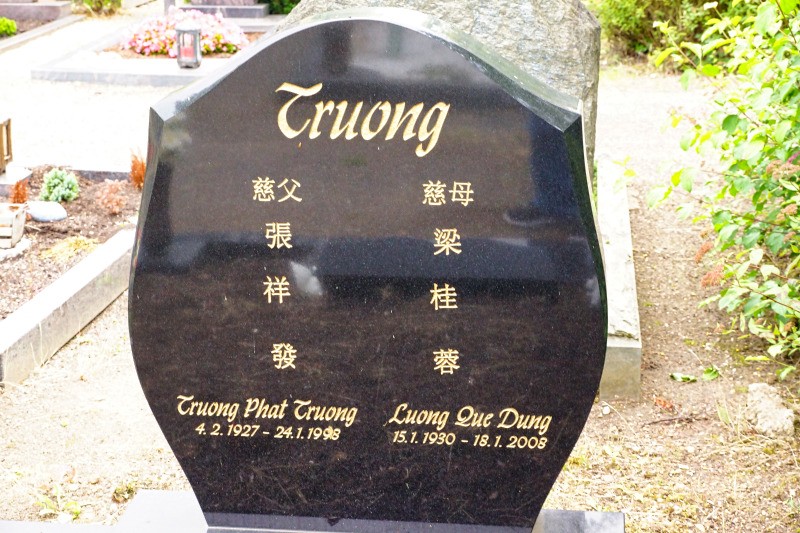 Truong
慈父
張
祥
發
Truong Phat Truong
4. 2. 1927 – 24. 1. 1998
慈母
梁
桂
蓉
Luong Que Dung
15. 1. 1930 – 18. 1. 2008